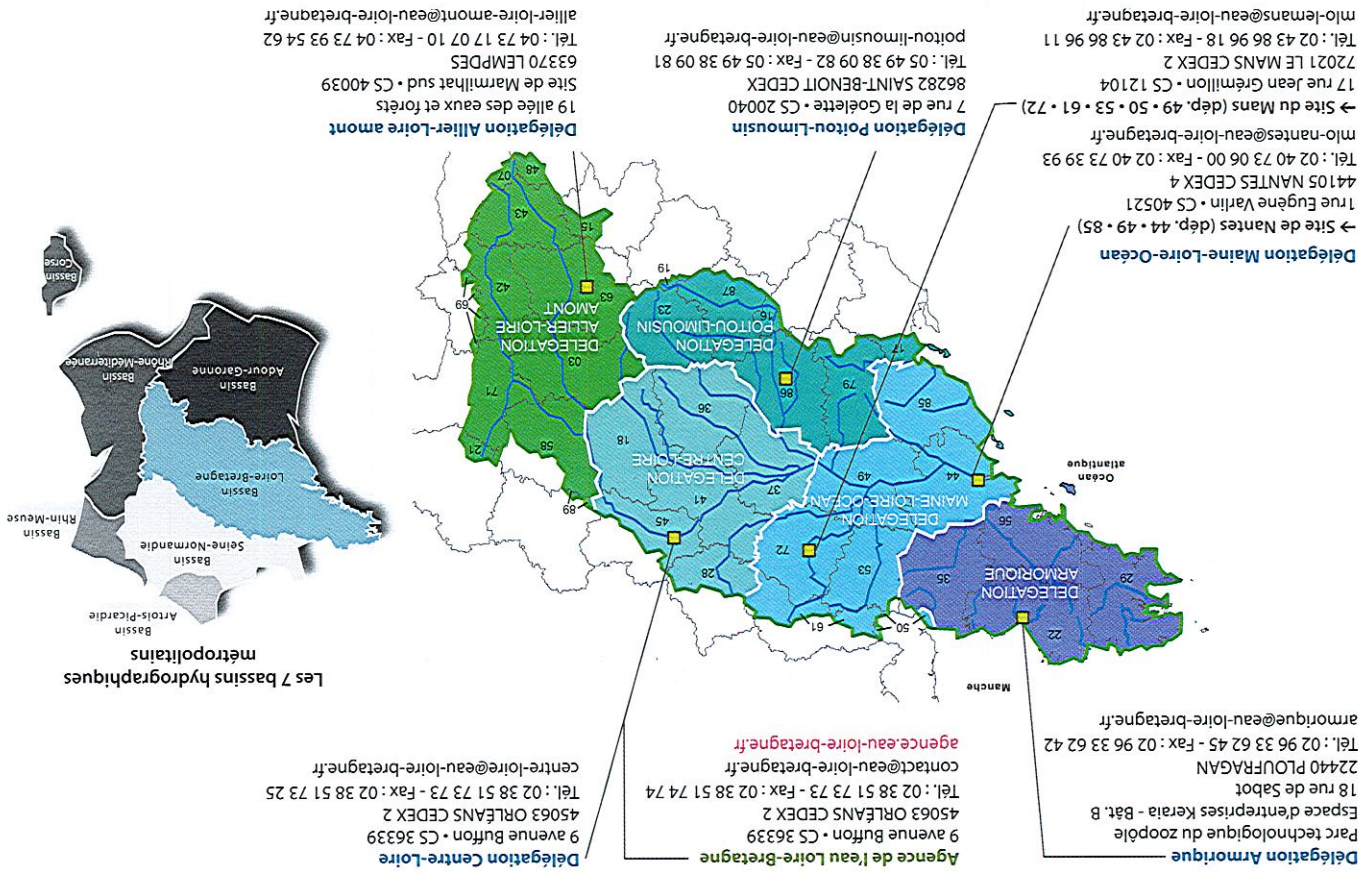 Délégation Armorique
Parc technologique du zoopôle
Espace d'entreprises Keraia - Bât. B
18 rue de Sabot
22440 PLOUFRAGAN
Tél. : 02 96 33 62 45 - Fax : 02 96 33 62 42
armorique@eau-loire-bretagne.fr
Agence de l'eau Loire-Bretagne
9 avenue Buffon • CS 36339
45063 ORLÉANS CEDEX 2
Tél. : 02 38 51 73 73 - Fax : 02 38 51 74 74
contact@eau-loire-bretagne.fr
agence.eau-loire-bretagne.fr
Délégation Centre-Loire
9 avenue Buffon • CS 36339
45063 ORLÉANS CEDEX 2
Tél. : 02 38 51 73 73 - Fax : 02 38 51 73 25
centre-loire@eau-loire-bretagne.fr
Manche
22
29
56
35
DÉLÉGATION
ARMORIQUE
50
61
53
72
28
45
89
DÉLÉGATION
MAINE-LOIRE-OCÉAN
44
49
85
DÉLÉGATION
CENTRE-LOIRE
41
37
18
36
58
21
71
Océan
atlantique
79
86
17
16
87
23
19
DÉLÉGATION
POITOU-LIMOUSIN
03
DÉLÉGATION
ALLIER-LOIRE
AMONT
63
42
69
15
43
07
48
Les 7 bassins hydrographiques
métropolitains
Bassin
Artois-Picardie
Bassin
Seine-Normandie
Bassin
Rhin-Meuse
Bassin
Loire-Bretagne
Bassin
Adour-Garonne
Bassin
Rhône-Méditerranée
Bassin
Corse
Délégation Maine-Loire-Océan
→ Site de Nantes (dép. 44 • 49 • 85)
1 rue Eugène Varlin • CS 40521
44105 NANTES CEDEX 4
Tél. : 02 40 73 06 00 - Fax : 02 40 73 39 93
mlo-nantes@eau-loire-bretagne.fr
→ Site du Mans (dép. 49 • 50 • 53 • 61 • 72)
17 rue Jean Grémillon • CS 12104
72021 LE MANS CEDEX 2
Tél. : 02 43 86 96 18 - Fax : 02 43 86 96 11
mlo-lemans@eau-loire-bretagne.fr
Délégation Poitou-Limousin
7 rue de la Goélette • CS 20040
86282 SAINT-BENOIT CEDEX
Tél. : 05 49 38 09 82 - Fax : 05 49 38 09 81
poitou-limousin@eau-loire-bretagne.fr
Délégation Allier-Loire amont
19 allée des eaux et forêts
Site de Marmilhat sud • CS 40039
63370 LEMPDES
Tél. : 04 73 17 07 10 - Fax : 04 73 93 54 62
allier-loire-amont@eau-loire-bretagne.fr